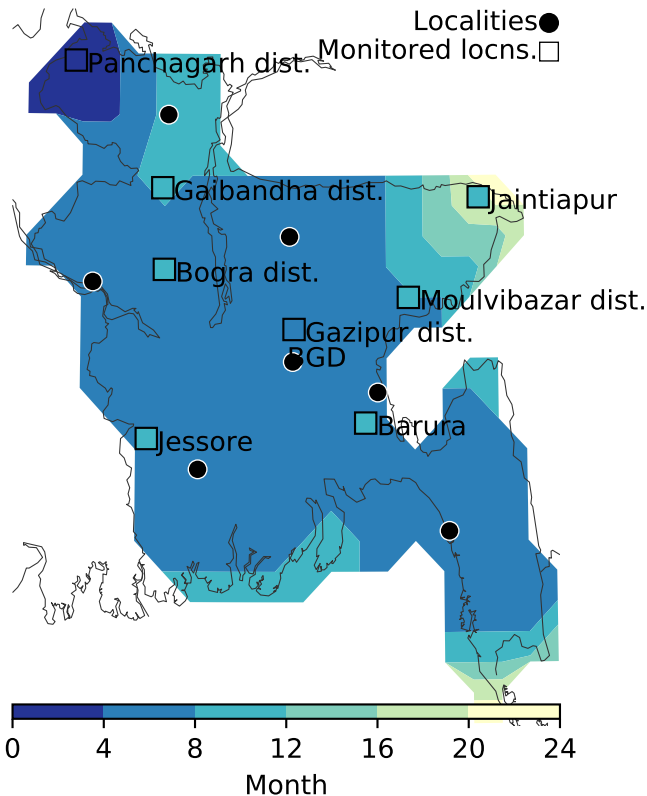 Localities
Monitored locns.
Panchagarh dist.
Gaibandha dist.
Jaintiapur
Bogra dist.
Moulvibazar dist.
Gazipur dist.
BGD
Barura
Jessore
0 4 8 12 16 20 24
Month